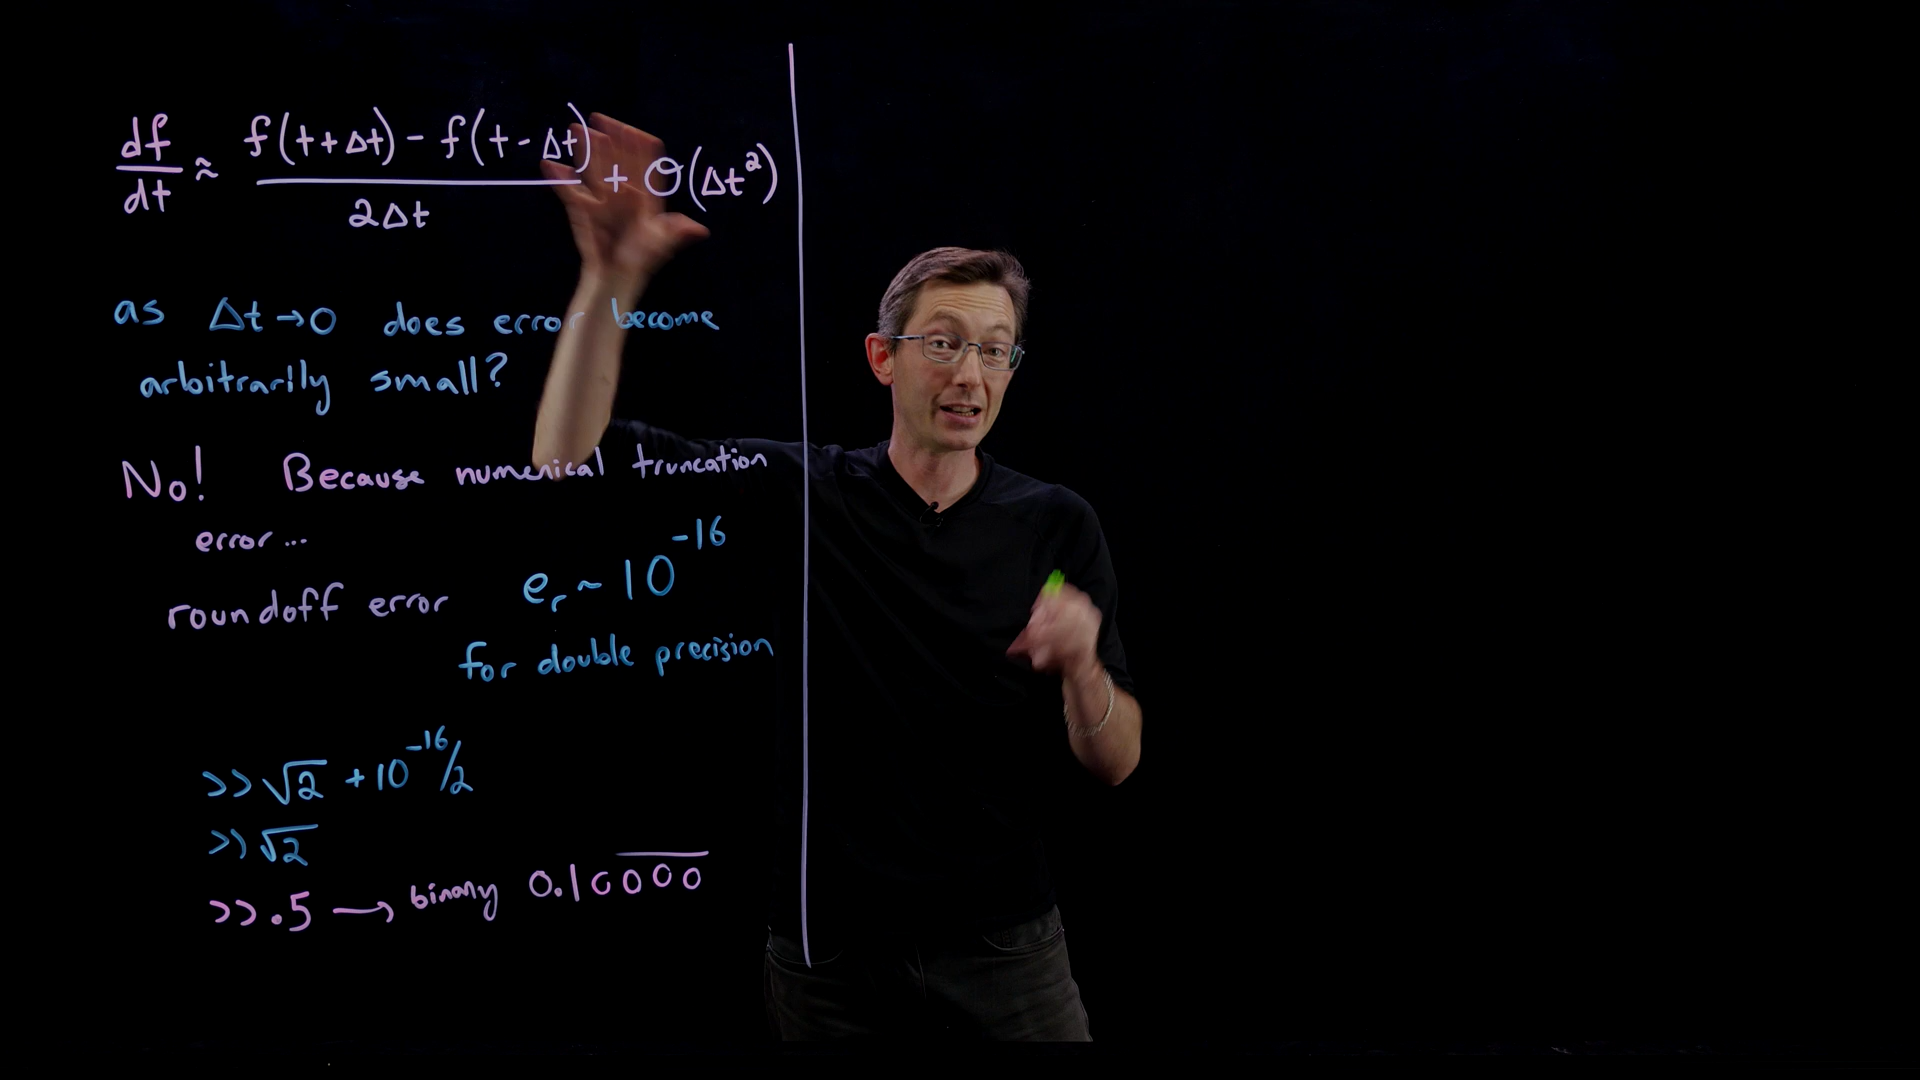 df/dt ≈ (f(t+Δt) - f(t-Δt)) / 2Δt + O(Δt²)
as Δt→0 does error become
arbitrarily small?
No! Because numerical truncation
error...
roundoff error e_r ~ 10^-16
for double precision
>> √2 + 10^-16/2
>> √2
>> .5 → binary 0.10000